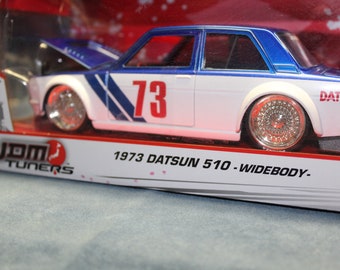 73
DAT
JDM
TUNERS
1973 DATSUN 510 -WIDEBODY-